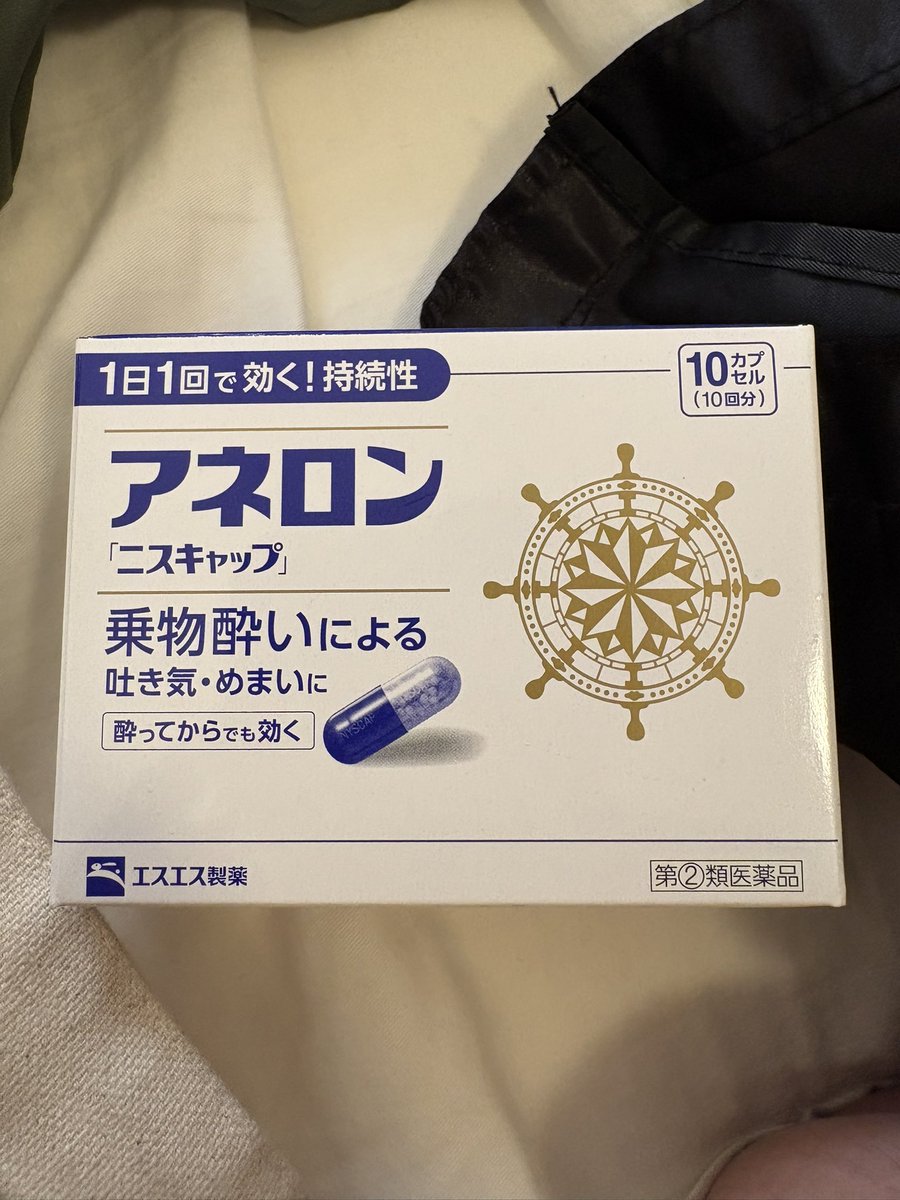 1日1回で効く!持続性
10カプセル
(10回分)
アネロン
「ニスキャップ」
乗物酔いによる
吐き気・めまいに
酔ってからでも効く
NYSCAP
エスエス製薬
第②類医薬品